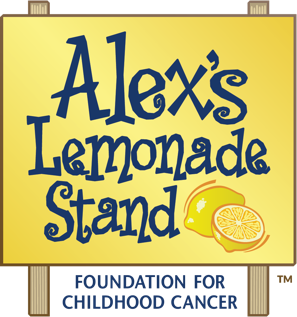 Alex's
Lemonade
Stand
FOUNDATION FOR
CHILDHOOD CANCER
™